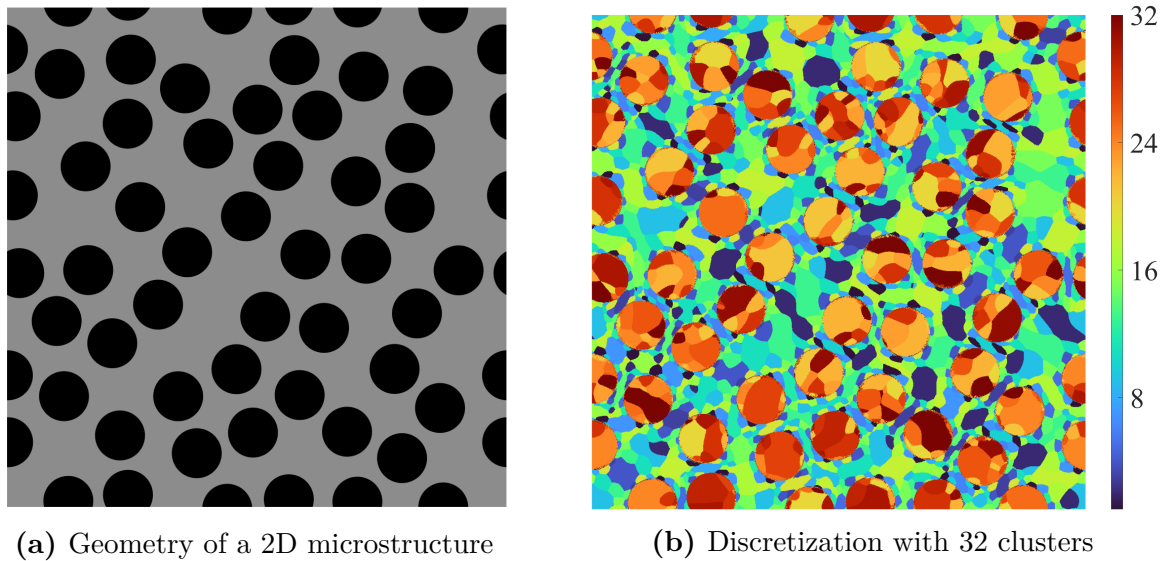 32
24
16
8
(a) Geometry of a 2D microstructure
(b) Discretization with 32 clusters